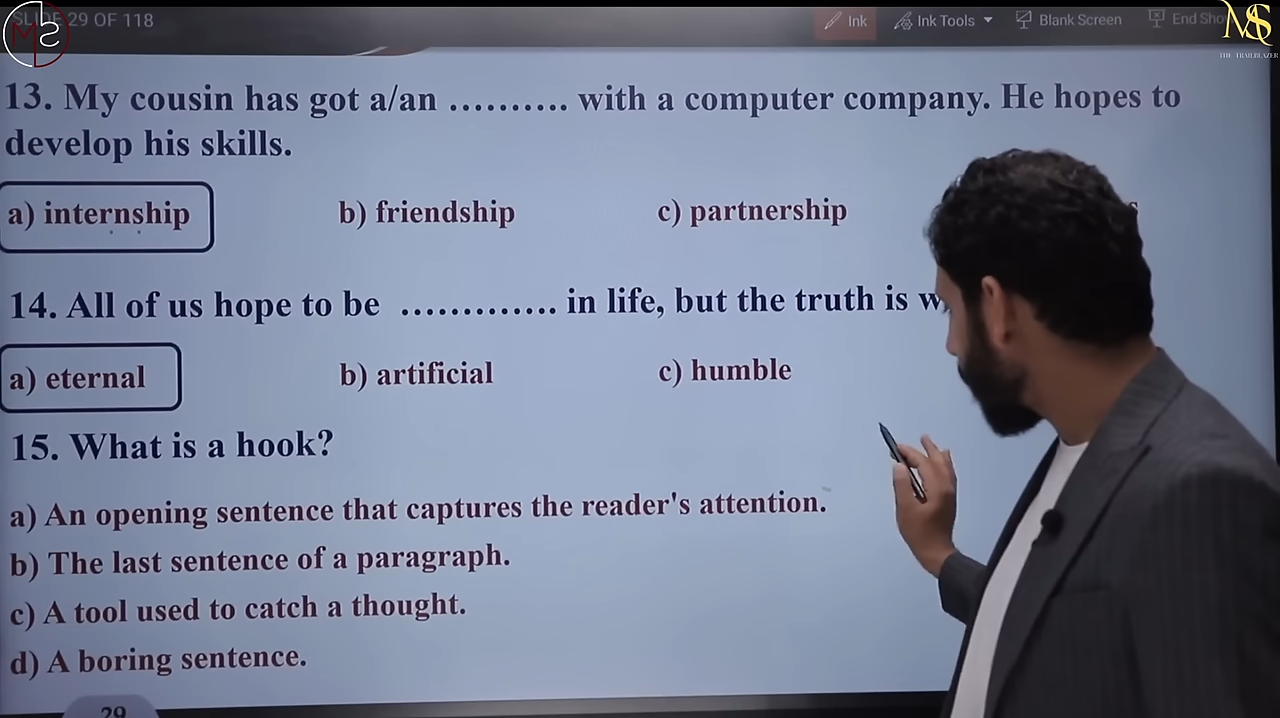 SLIDE 29 OF 118
Ink Ink Tools Blank Screen End
MS
THE TRAILBLAZER
13. My cousin has got a/an .......... with a computer company. He hopes to
develop his skills.
a) internship b) friendship c) partnership
14. All of us hope to be ............. in life, but the truth is
a) eternal b) artificial c) humble
15. What is a hook?
a) An opening sentence that captures the reader's attention.
b) The last sentence of a paragraph.
c) A tool used to catch a thought.
d) A boring sentence.
29